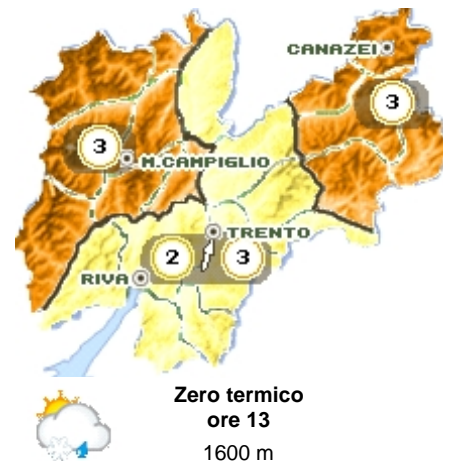 CANAZEI
3
3
M.CAMPIGLIO
TRENTO
2 3
RIVA
Zero termico
ore 13
1600 m